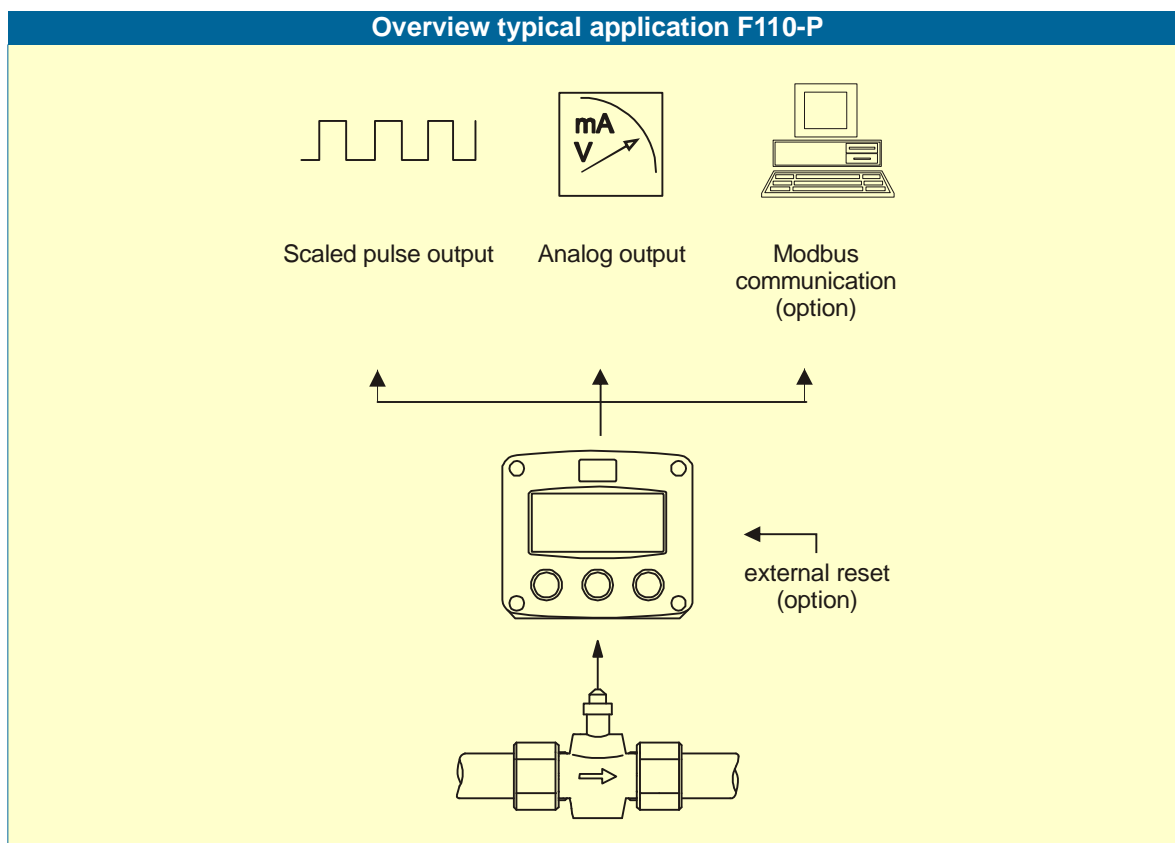 Overview typical application F110-P
mA
V
Scaled pulse output
Analog output
Modbus
communication
(option)
external reset
(option)